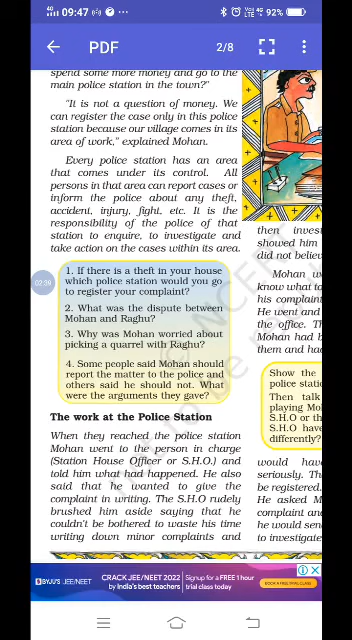 09:47
92%
PDF
2/8
spend some more money and go to the
main police station in the town?"
"It is not a question of money. We
can register the case only in this police
station because our village comes in its
area of work," explained Mohan.
Every police station has an area
that comes under its control. All
persons in that area can report cases or
inform the police about any theft,
accident, injury, fight, etc. It is the
responsibility of the police of that
station to enquire, to investigate and
take action on the cases within its area.
1. If there is a theft in your house
which police station would you go
to register your complaint?
2. What was the dispute between
Mohan and Raghu?
3. Why was Mohan worried about
picking a quarrel with Raghu?
4. Some people said Mohan should
report the matter to the police and
others said he should not. What
were the arguments they gave?
The work at the Police Station
When they reached the police station
Mohan went to the person in charge
(Station House Officer or S.H.O.) and
told him what had happened. He also
said that he wanted to give the
complaint in writing. The S.H.O rudely
brushed him aside saying that he
couldn't be bothered to waste his time
writing down minor complaints and
then inves
showed him
did not believ
Mohan w
know what to
his complain
He went and
the office. Th
Mohan had b
them and ha
Show the
police stati
Then talk
playing Mo
S.H.O or th
S.H.O have
differently?
would hav
seriously. Th
be registered.
He asked M
complaint an
he would sen
to investigate
BYJU'S JEE/NEET
CRACK JEE/NEET 2022
by India's best teachers
Signup for a FREE 1 hour
trial class today
BOOK A FREE TRIAL CLASS